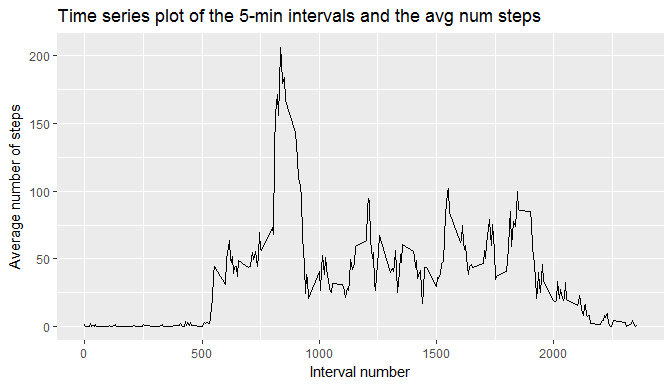 Time series plot of the 5-min intervals and the avg num steps
Average number of steps
200
150
100
50
0
0 500 1000 1500 2000
Interval number